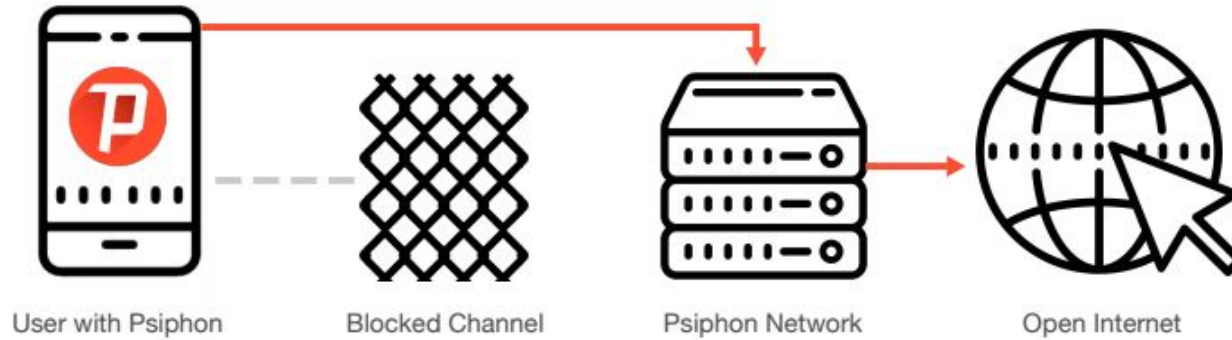 User with Psiphon
Blocked Channel
Psiphon Network
Open Internet